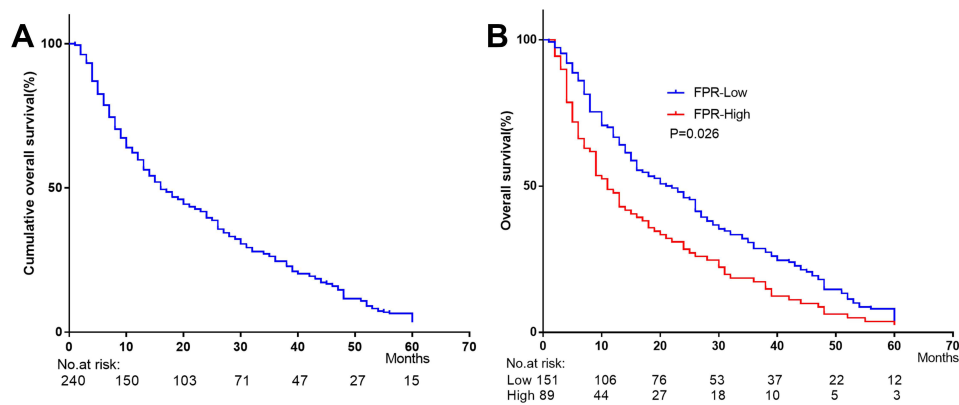 A
Cumulative overall survival(%)
100
50
0
0 10 20 30 40 50 60 70
Months
No.at risk:
240 150 103 71 47 27 15
B
Overall survival(%)
100
50
0
FPR-Low
FPR-High
P=0.026
0 10 20 30 40 50 60 70
Months
No.at risk:
Low 151 106 76 53 37 22 12
High 89 44 27 18 10 5 3